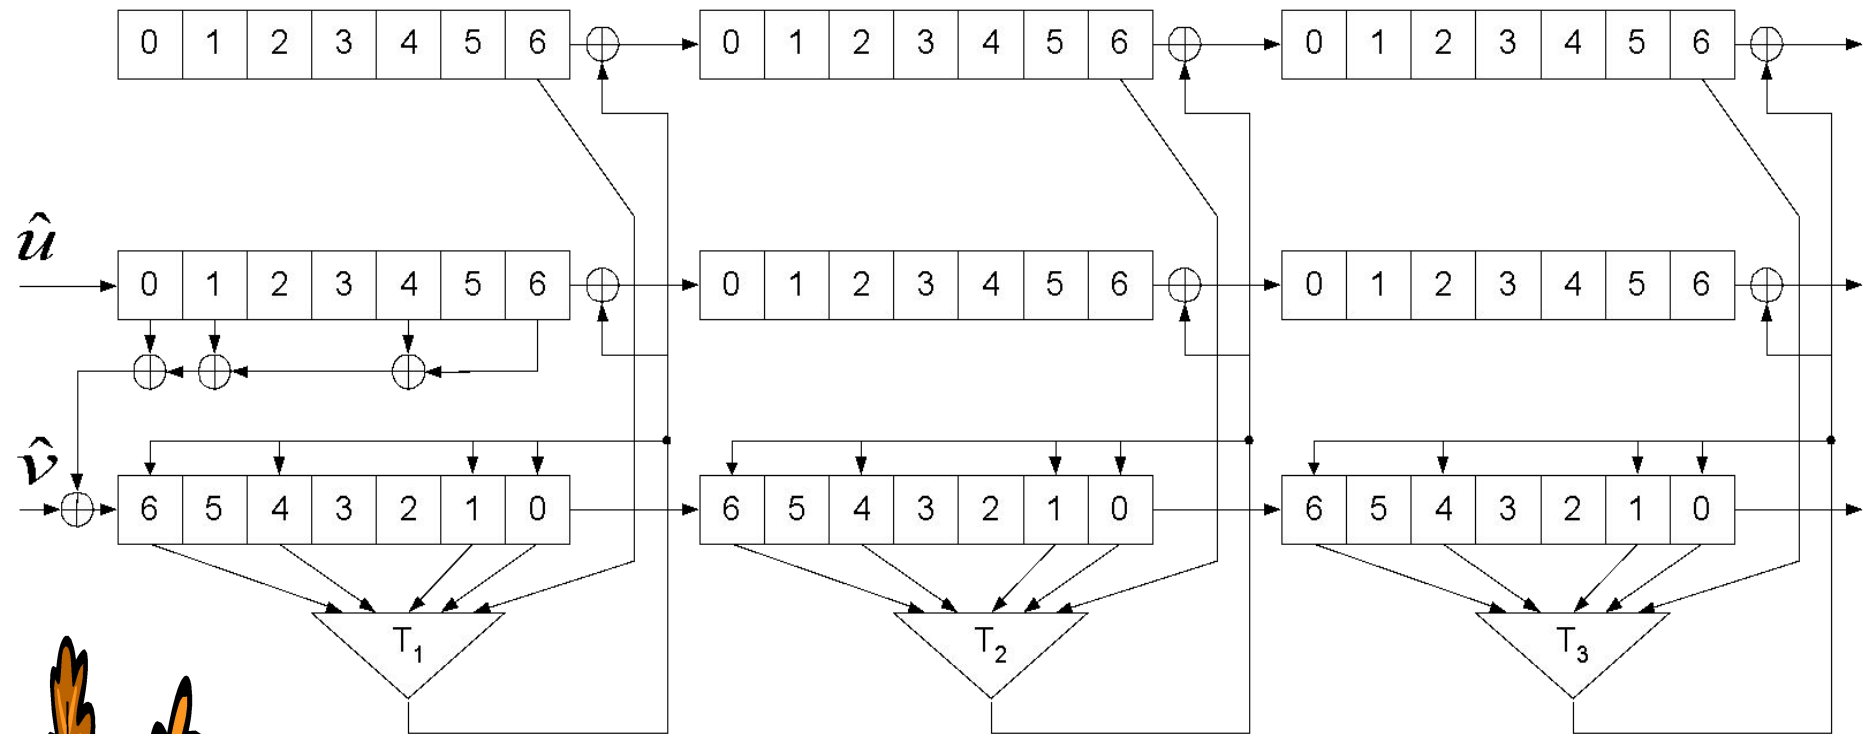 0 1 2 3 4 5 6 0 1 2 3 4 5 6 0 1 2 3 4 5 6
û
0 1 2 3 4 5 6 0 1 2 3 4 5 6 0 1 2 3 4 5 6
v̂
6 5 4 3 2 1 0 6 5 4 3 2 1 0 6 5 4 3 2 1 0
T₁ T₂ T₃